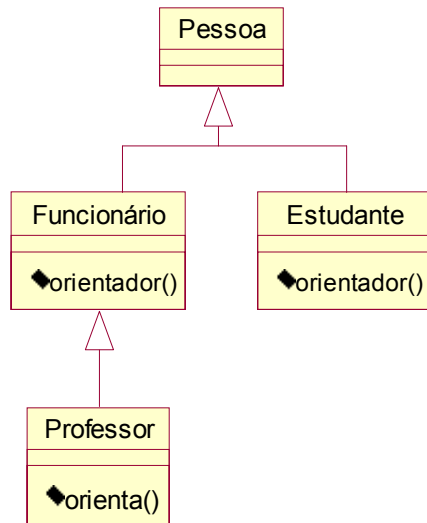 Pessoa
Funcionário
Estudante
orientador()
orientador()
Professor
orienta()